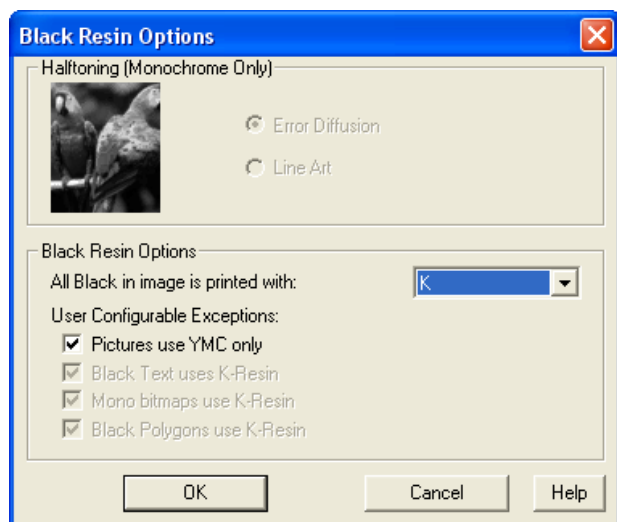 Black Resin Options
Halftoning (Monochrome Only)
Error Diffusion
Line Art
Black Resin Options
All Black in image is printed with: K
User Configurable Exceptions:
Pictures use YMC only
Black Text uses K-Resin
Mono bitmaps use K-Resin
Black Polygons use K-Resin
OK Cancel Help